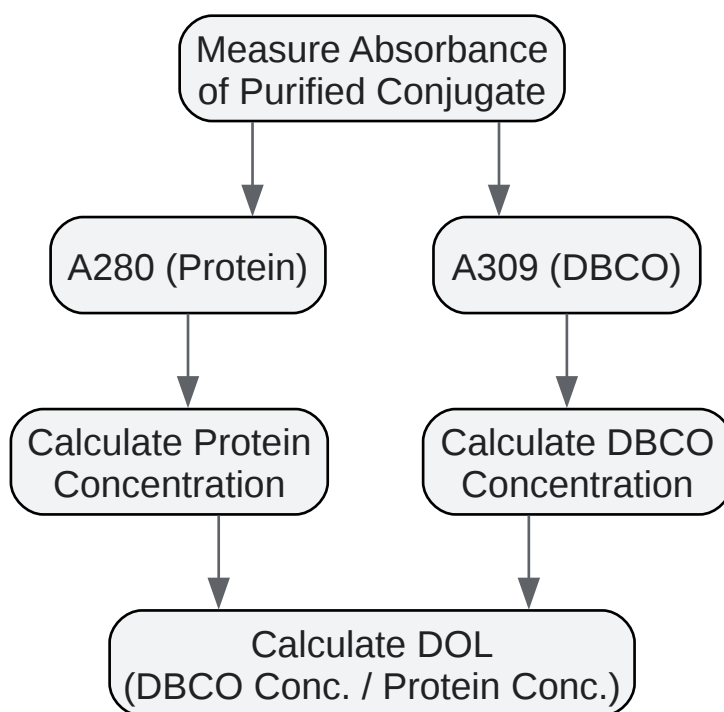 Measure Absorbance
of Purified Conjugate
A280 (Protein)
A309 (DBCO)
Calculate Protein
Concentration
Calculate DBCO
Concentration
Calculate DOL
(DBCO Conc. / Protein Conc.)